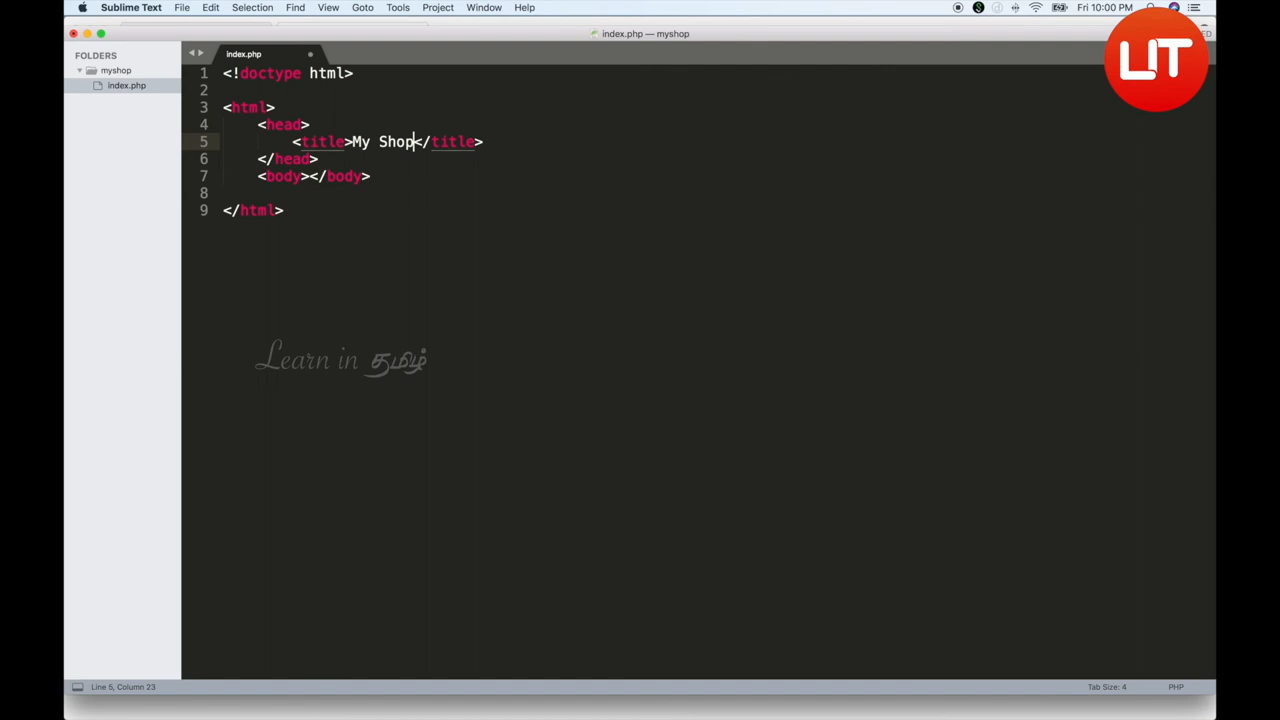 Sublime Text File Edit Selection Find View Goto Tools Project Window Help Fri 10:00 PM
index.php — myshop
LIT
FOLDERS
myshop
index.php
index.php
1 <!doctype html>
2
3 <html>
4 <head>
5 <title>My Shop</title>
6 </head>
7 <body></body>
8
9 </html>
Learn in தமிழ்
Line 5, Column 23 Tab Size: 4 PHP